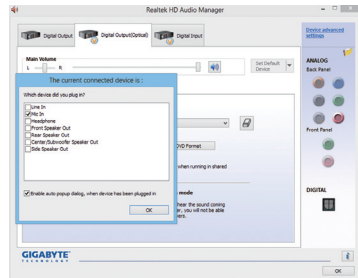 Realtek HD Audio Manager
Digital Output
Digital Output(Optical)
Digital Input
Device advanced settings
Main Volume
L
R
Set Default Device
ANALOG
Back Panel
The current connected device is :
Which device did you plug in?
Line In
Mic In
Headphone
Front Speaker Out
Rear Speaker Out
Center/Subwoofer Speaker Out
Side Speaker Out
Enable auto popup dialog, when device has been plugged in
OK
DVD Format
when running in shared
mode
hear the sound coming
er, you will not be able
Front Panel
DIGITAL
GIGABYTE
TECHNOLOGY
i
OK